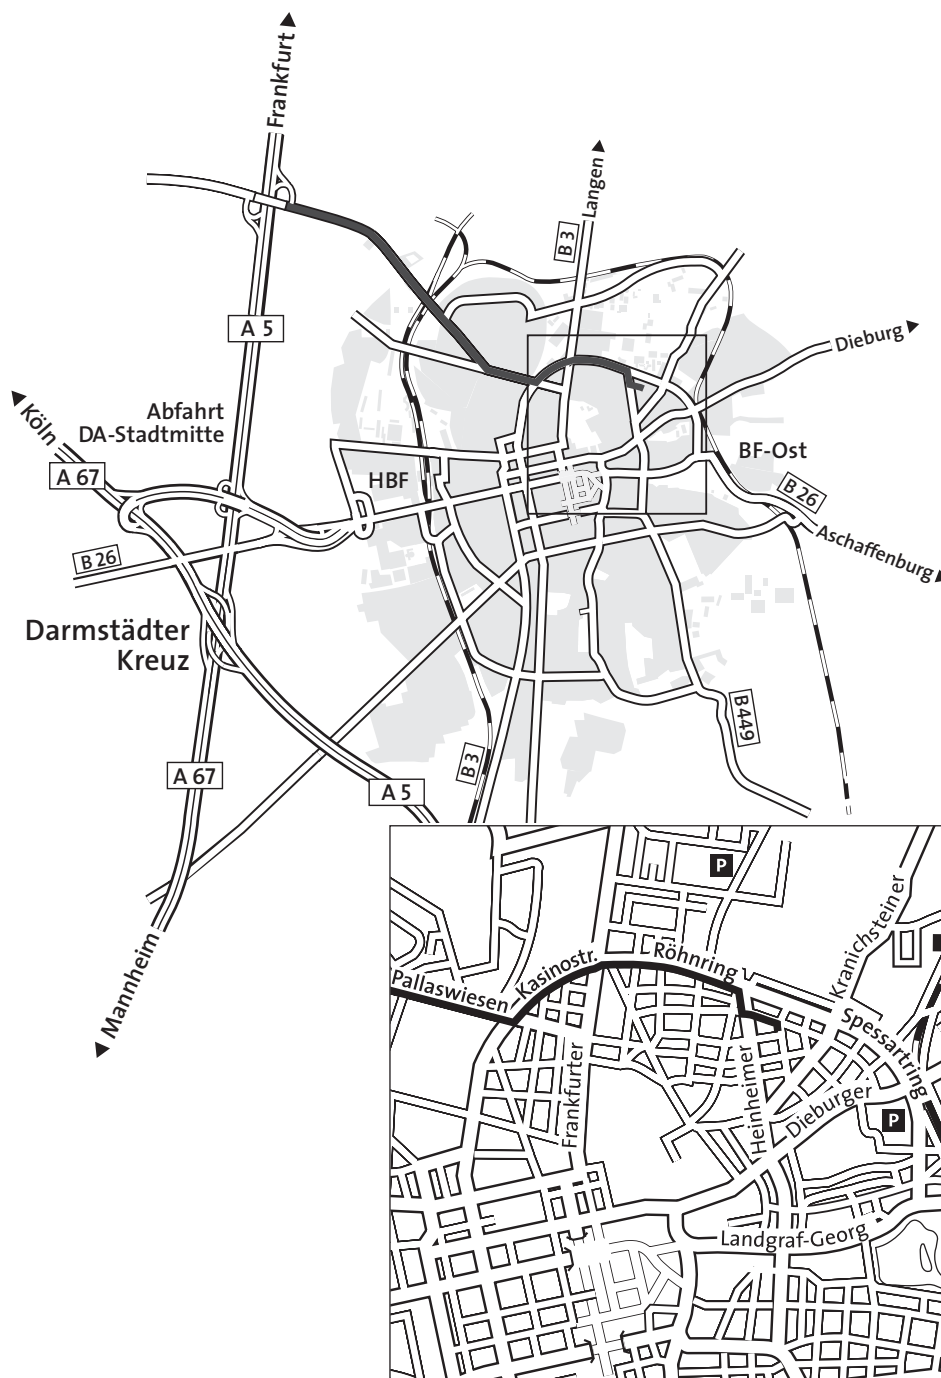 Frankfurt
Langen
B 3
A 5
Dieburg
Köln
Abfahrt
DA-Stadtmitte
A 67
HBF
BF-Ost
B 26
Aschaffenburg
B 26
Darmstädter
Kreuz
B 449
B 3
A 67
A 5
Mannheim
P
Kranichsteiner
Röhnring
Kasinostr.
Pallaswiesen
Spessartring
Frankfurter
Heinheimer
Dieburger
P
Landgraf-Georg